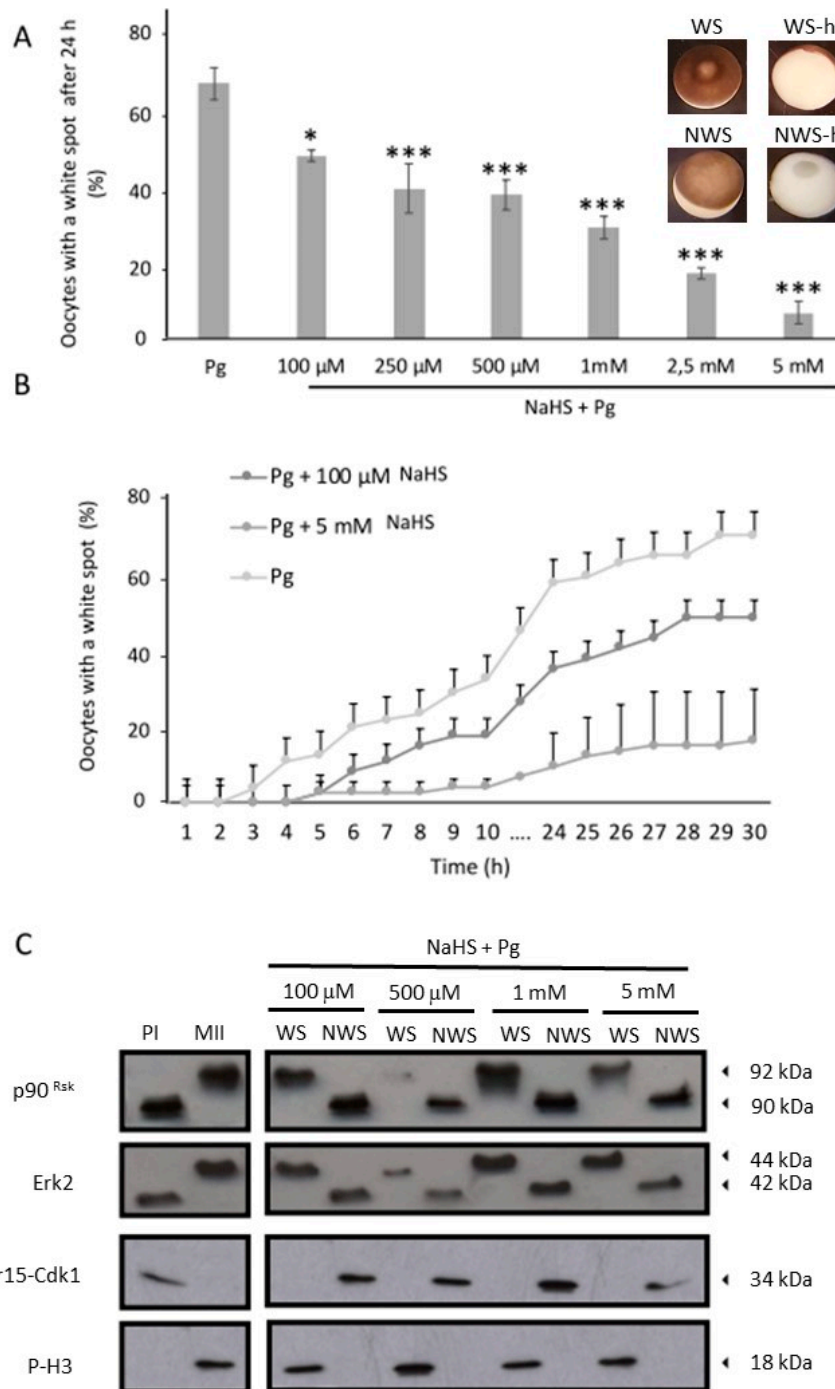 A
Oocytes with a white spot after 24 h
(%)
80
60
40
20
0
*
***
***
***
***
***
WS
WS-h
NWS
NWS-h
Pg
100 µM
250 µM
500 µM
1mM
2,5 mM
5 mM
NaHS + Pg
B
Pg + 100 µM NaHS
Pg + 5 mM NaHS
Pg
Oocytes with a white spot (%)
80
60
40
20
0
1 2 3 4 5 6 7 8 9 10 .... 24 25 26 27 28 29 30
Time (h)
C
NaHS + Pg
100 µM 500 µM 1 mM 5 mM
PI MII WS NWS WS NWS WS NWS WS NWS
p90 Rsk
92 kDa
90 kDa
Erk2
44 kDa
42 kDa
r15-Cdk1
34 kDa
P-H3
18 kDa